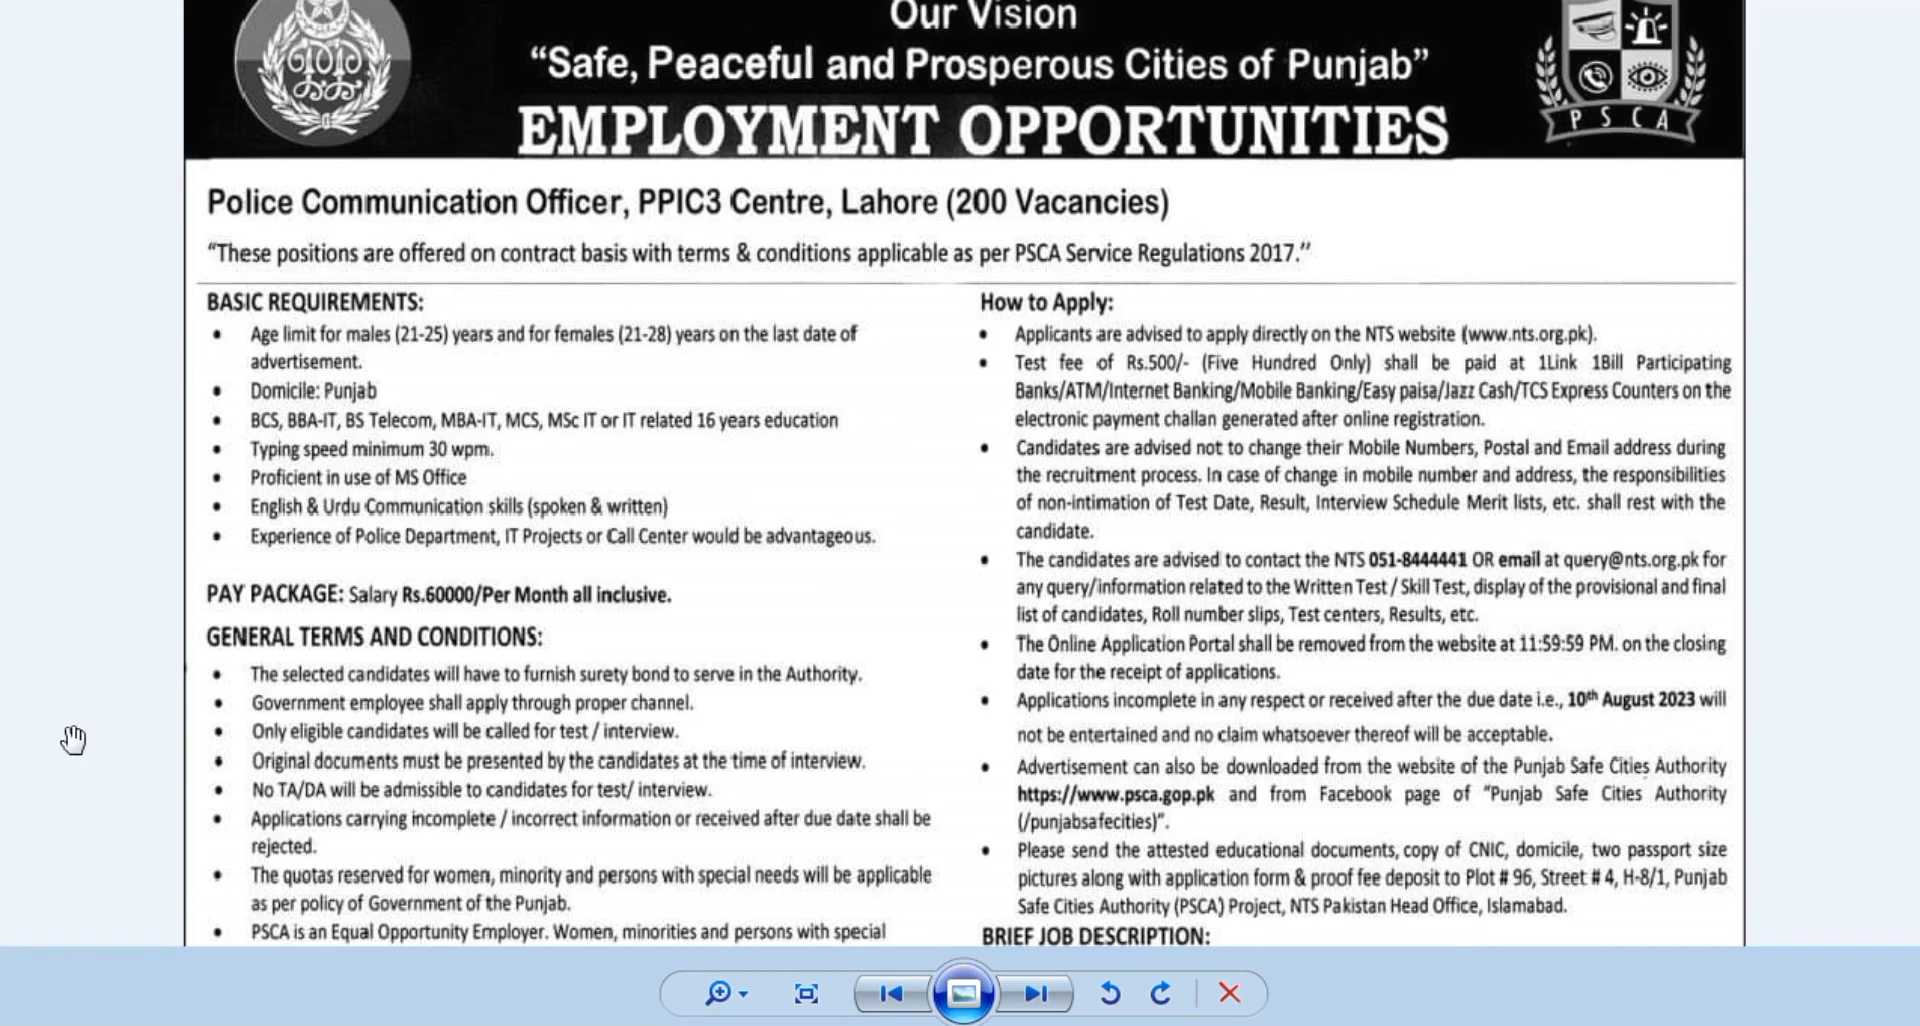 Our Vision
“Safe, Peaceful and Prosperous Cities of Punjab”
EMPLOYMENT OPPORTUNITIES
P S C A
Police Communication Officer, PPIC3 Centre, Lahore (200 Vacancies)
“These positions are offered on contract basis with terms & conditions applicable as per PSCA Service Regulations 2017.”
BASIC REQUIREMENTS:
• Age limit for males (21-25) years and for females (21-28) years on the last date of
advertisement.
• Domicile: Punjab
• BCS, BBA-IT, BS Telecom, MBA-IT, MCS, MSc IT or IT related 16 years education
• Typing speed minimum 30 wpm.
• Proficient in use of MS Office
• English & Urdu Communication skills (spoken & written)
• Experience of Police Department, IT Projects or Call Center would be advantageous.
PAY PACKAGE: Salary Rs.60000/Per Month all inclusive.
GENERAL TERMS AND CONDITIONS:
• The selected candidates will have to furnish surety bond to serve in the Authority.
• Government employee shall apply through proper channel.
• Only eligible candidates will be called for test / interview.
• Original documents must be presented by the candidates at the time of interview.
• No TA/DA will be admissible to candidates for test/ interview.
• Applications carrying incomplete / incorrect information or received after due date shall be
rejected.
• The quotas reserved for women, minority and persons with special needs will be applicable
as per policy of Government of the Punjab.
• PSCA is an Equal Opportunity Employer. Women, minorities and persons with special
How to Apply:
• Applicants are advised to apply directly on the NTS website (www.nts.org.pk).
• Test fee of Rs.500/- (Five Hundred Only) shall be paid at 1Link 1Bill Participating
Banks/ATM/Internet Banking/Mobile Banking/Easy paisa/Jazz Cash/TCS Express Counters on the
electronic payment challan generated after online registration.
• Candidates are advised not to change their Mobile Numbers, Postal and Email address during
the recruitment process. In case of change in mobile number and address, the responsibilities
of non-intimation of Test Date, Result, Interview Schedule Merit lists, etc. shall rest with the
candidate.
• The candidates are advised to contact the NTS 051-8444441 OR email at query@nts.org.pk for
any query/information related to the Written Test / Skill Test, display of the provisional and final
list of candidates, Roll number slips, Test centers, Results, etc.
• The Online Application Portal shall be removed from the website at 11:59:59 PM. on the closing
date for the receipt of applications.
• Applications incomplete in any respect or received after the due date i.e., 10th August 2023 will
not be entertained and no claim whatsoever thereof will be acceptable.
• Advertisement can also be downloaded from the website of the Punjab Safe Cities Authority
https://www.psca.gop.pk and from Facebook page of “Punjab Safe Cities Authority
(/punjabsafecities)”.
• Please send the attested educational documents, copy of CNIC, domicile, two passport size
pictures along with application form & proof fee deposit to Plot # 96, Street # 4, H-8/1, Punjab
Safe Cities Authority (PSCA) Project, NTS Pakistan Head Office, Islamabad.
BRIEF JOB DESCRIPTION: